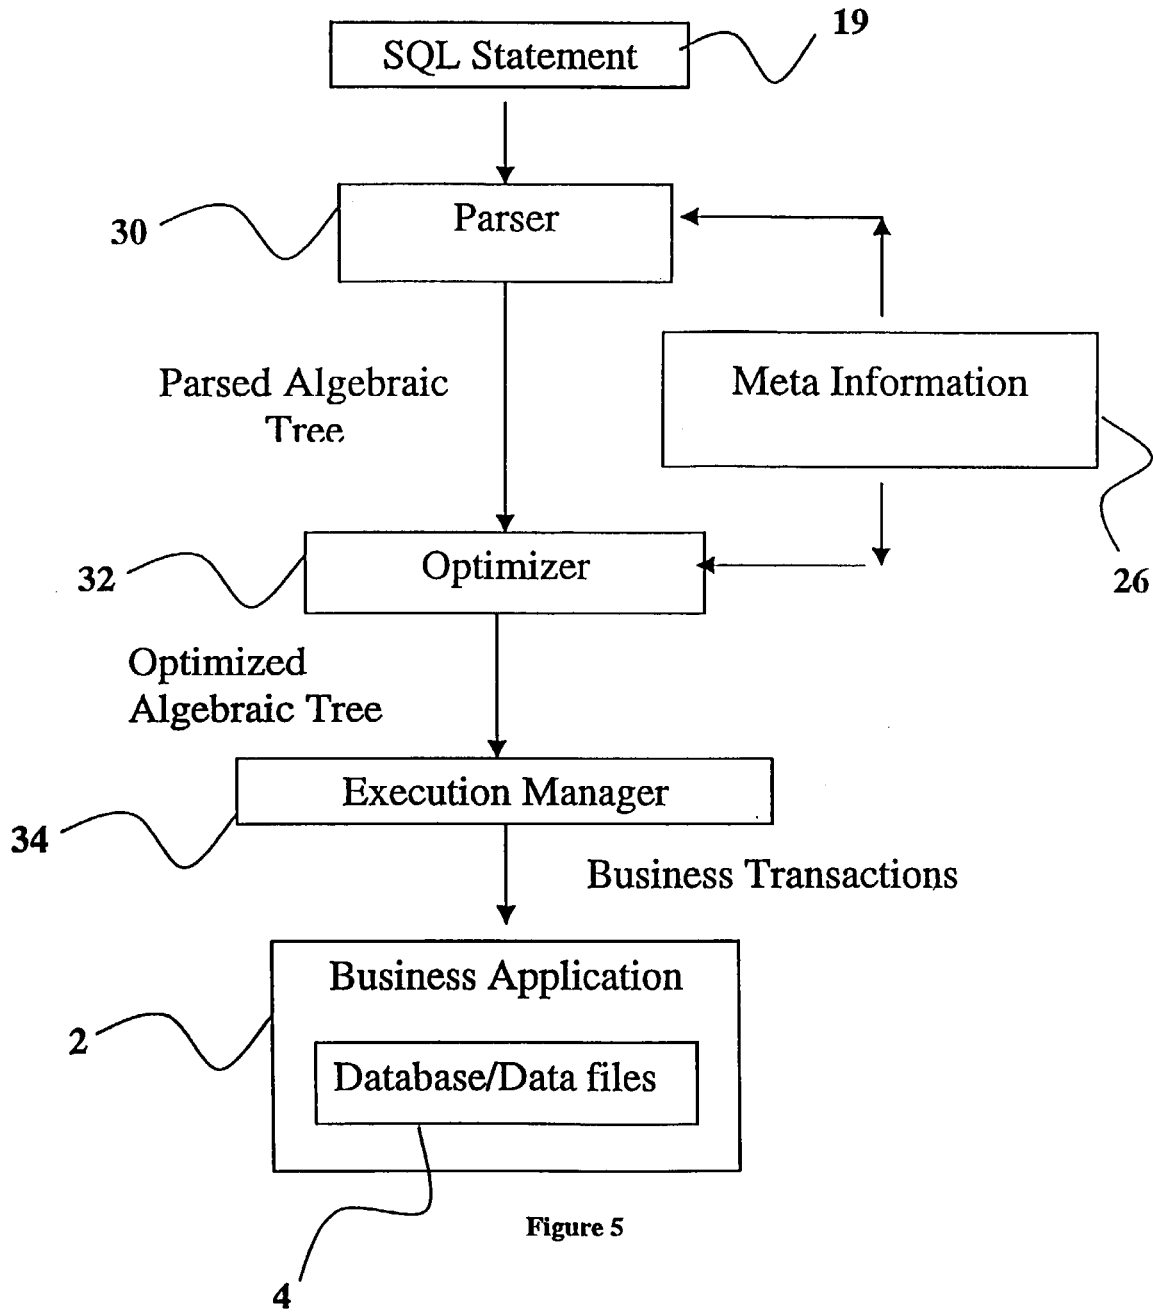 19
SQL Statement
30
Parser
Parsed Algebraic
Tree
Meta Information
26
32
Optimizer
Optimized
Algebraic Tree
34
Execution Manager
Business Transactions
2
Business Application
Database/Data files
4
Figure 5